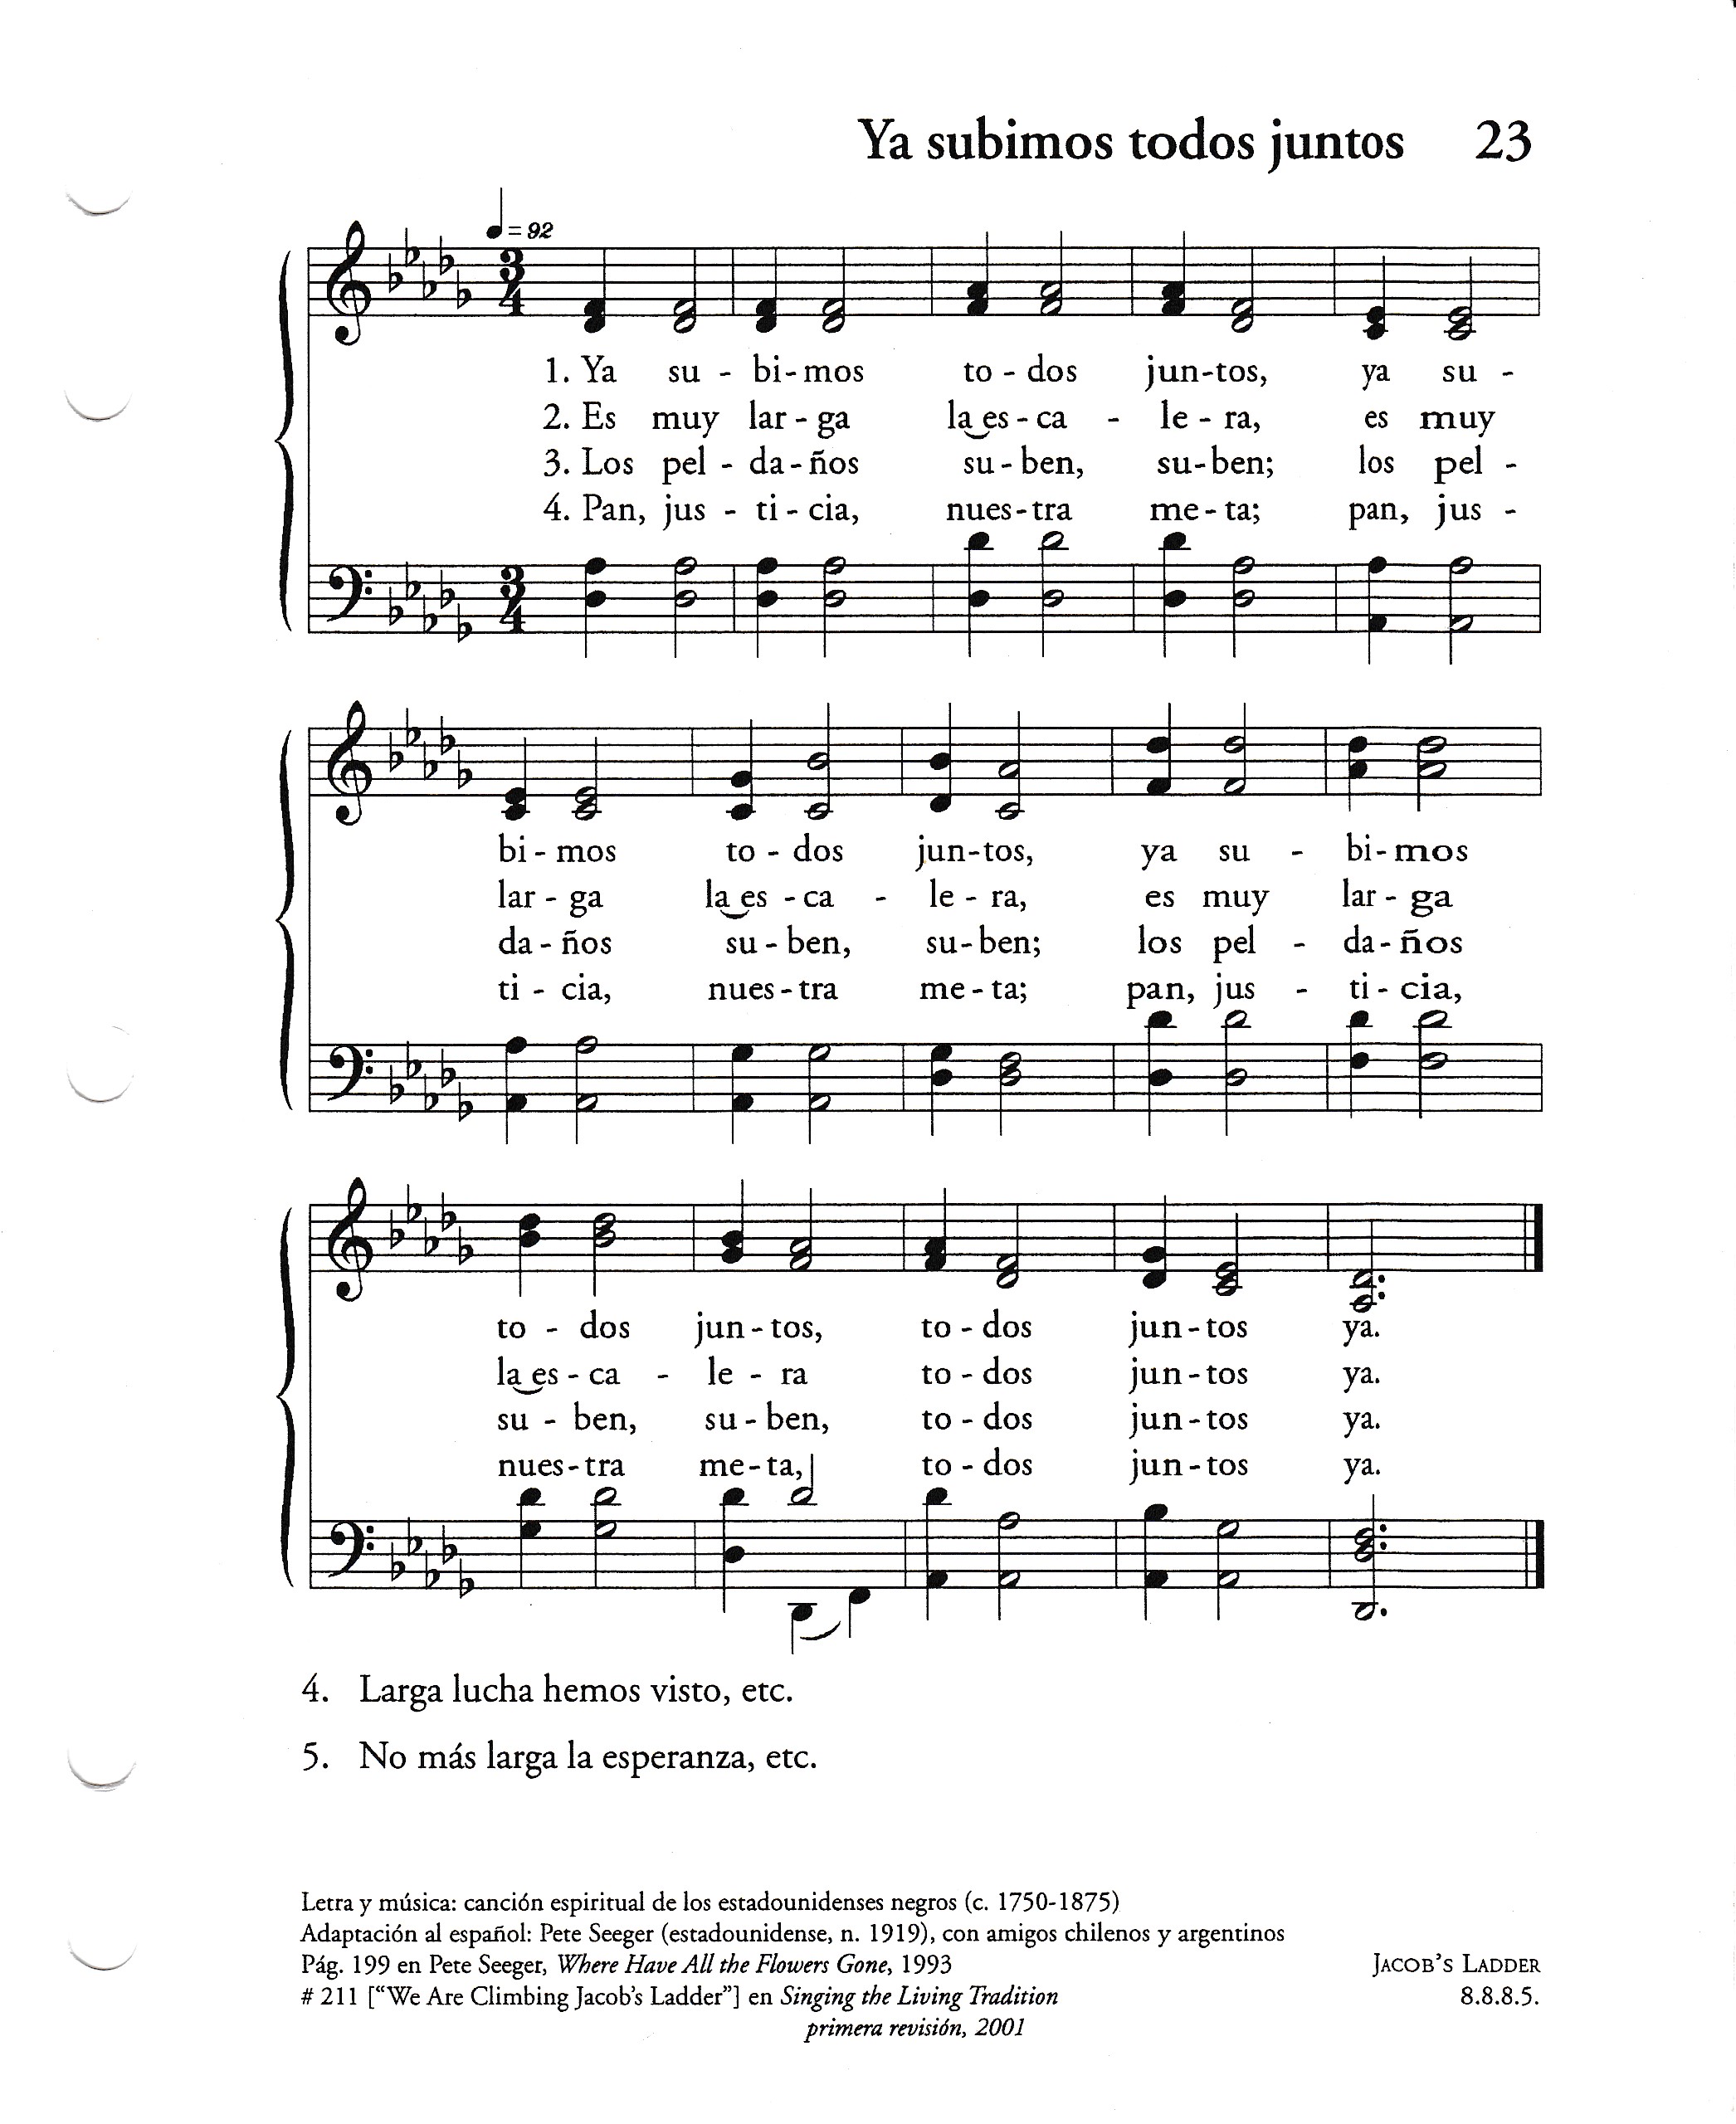 Ya subimos todos juntos 23
= 92
3
4
1. Ya su - bi - mos to - dos jun - tos, ya su -
2. Es muy lar - ga la‿es - ca - le - ra, es muy
3. Los pel - da - ños su - ben, su - ben; los pel -
4. Pan, jus - ti - cia, nues - tra me - ta; pan, jus -
3
4
bi - mos to - dos jun - tos, ya su - bi - mos
lar - ga la‿es - ca - le - ra, es muy lar - ga
da - ños su - ben, su - ben; los pel - da - ños
ti - cia, nues - tra me - ta; pan, jus - ti - cia,
to - dos jun - tos, to - dos jun - tos ya.
la‿es - ca - le - ra to - dos jun - tos ya.
su - ben, su - ben, to - dos jun - tos ya.
nues - tra me - ta, to - dos jun - tos ya.
4. Larga lucha hemos visto, etc.
5. No más larga la esperanza, etc.
Letra y música: canción espiritual de los estadounidenses negros (c. 1750-1875)
Adaptación al español: Pete Seeger (estadounidense, n. 1919), con amigos chilenos y argentinos
Pág. 199 en Pete Seeger, Where Have All the Flowers Gone, 1993 JACOB'S LADDER
# 211 ["We Are Climbing Jacob's Ladder"] en Singing the Living Tradition 8.8.8.5.
primera revisión, 2001